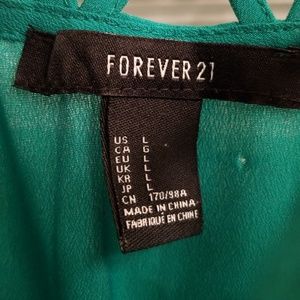 FOREVER 21
US L
CA G
EU L
UK L
KR L
JP L
CN 170/98A
MADE IN CHINA
FABRIQUÉ EN CHINE